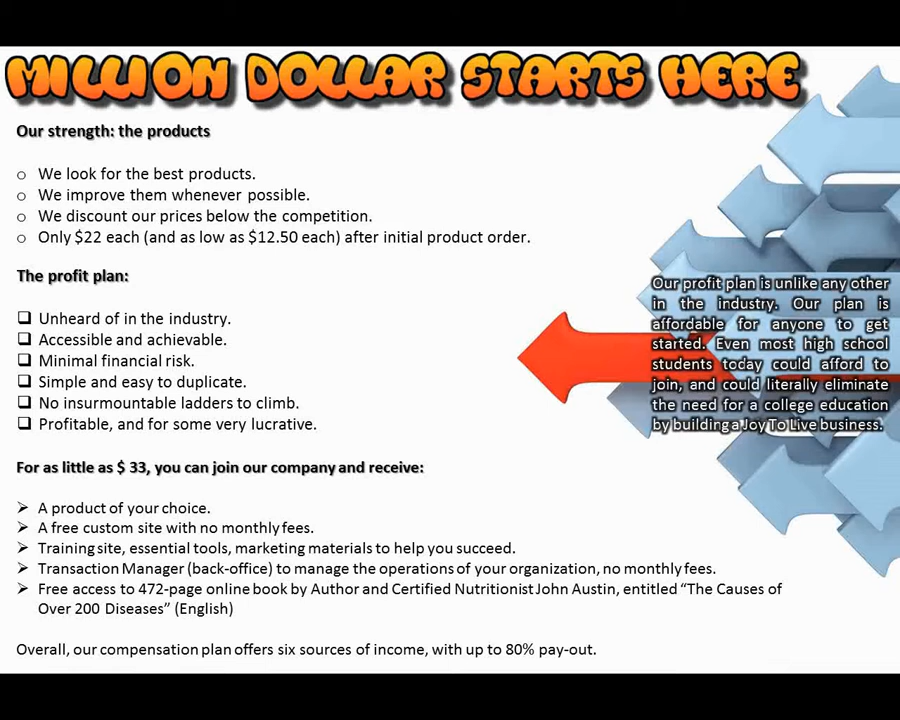 MILLION DOLLAR STARTS HERE
Our strength: the products
o We look for the best products.
o We improve them whenever possible.
o We discount our prices below the competition.
o Only $22 each (and as low as $12.50 each) after initial product order.
The profit plan:
❑ Unheard of in the industry.
❑ Accessible and achievable.
❑ Minimal financial risk.
❑ Simple and easy to duplicate.
❑ No insurmountable ladders to climb.
❑ Profitable, and for some very lucrative.
Our profit plan is unlike any other
in the industry. Our plan is
affordable for anyone to get
started. Even most high school
students today could afford to
join, and could literally eliminate
the need for a college education
by building a Joy To Live business.
For as little as $ 33, you can join our company and receive:
➢ A product of your choice.
➢ A free custom site with no monthly fees.
➢ Training site, essential tools, marketing materials to help you succeed.
➢ Transaction Manager (back-office) to manage the operations of your organization, no monthly fees.
➢ Free access to 472-page online book by Author and Certified Nutritionist John Austin, entitled “The Causes of
Over 200 Diseases” (English)
Overall, our compensation plan offers six sources of income, with up to 80% pay-out.